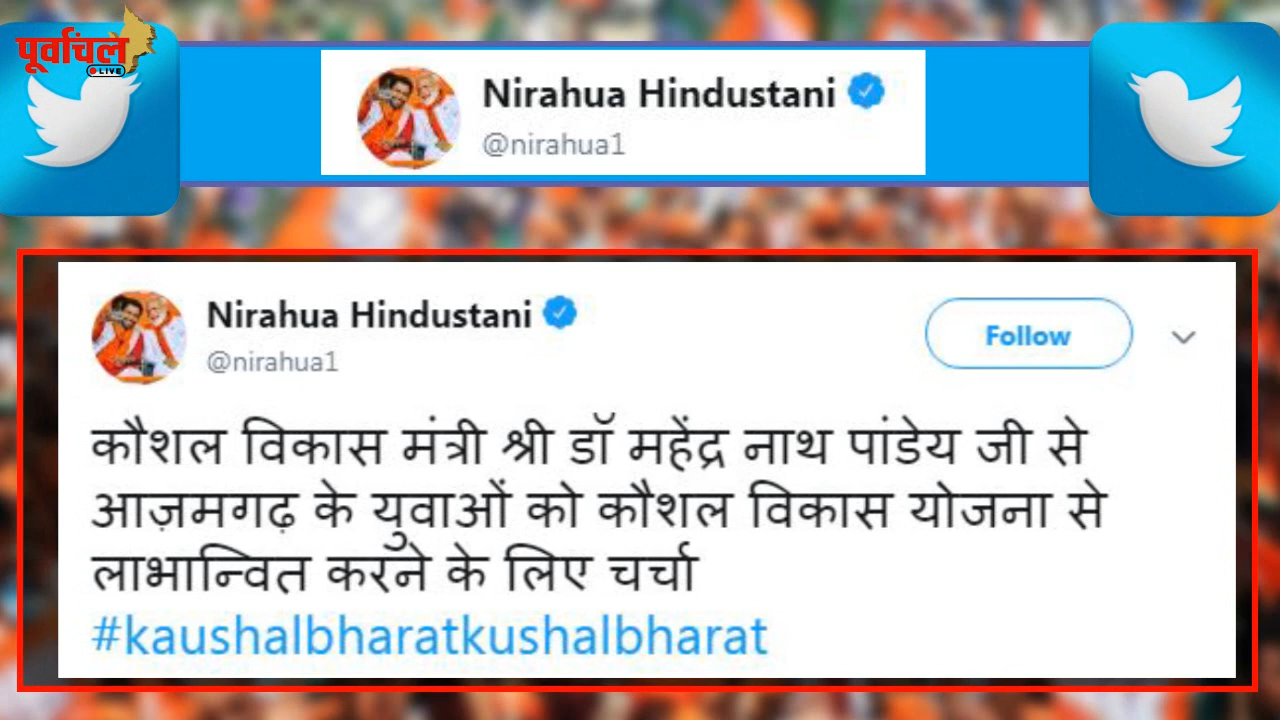 पूर्वांचल
LIVE
Nirahua Hindustani
@nirahua1
Nirahua Hindustani
@nirahua1
Follow
कौशल विकास मंत्री श्री डॉ महेंद्र नाथ पांडेय जी से
आज़मगढ़ के युवाओं को कौशल विकास योजना से
लाभान्वित करने के लिए चर्चा
#kaushalbharatkushalbharat